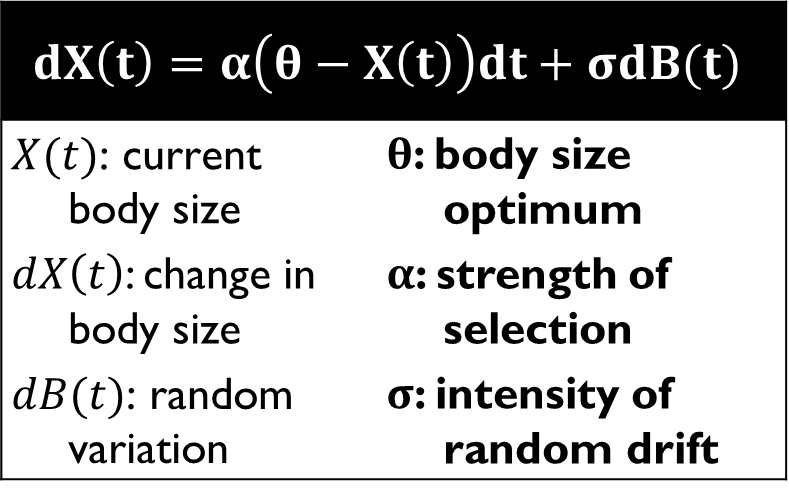 dX(t) = α(θ − X(t))dt + σdB(t)
X(t): current
body size
θ: body size
optimum
dX(t): change in
body size
α: strength of
selection
dB(t): random
variation
σ: intensity of
random drift